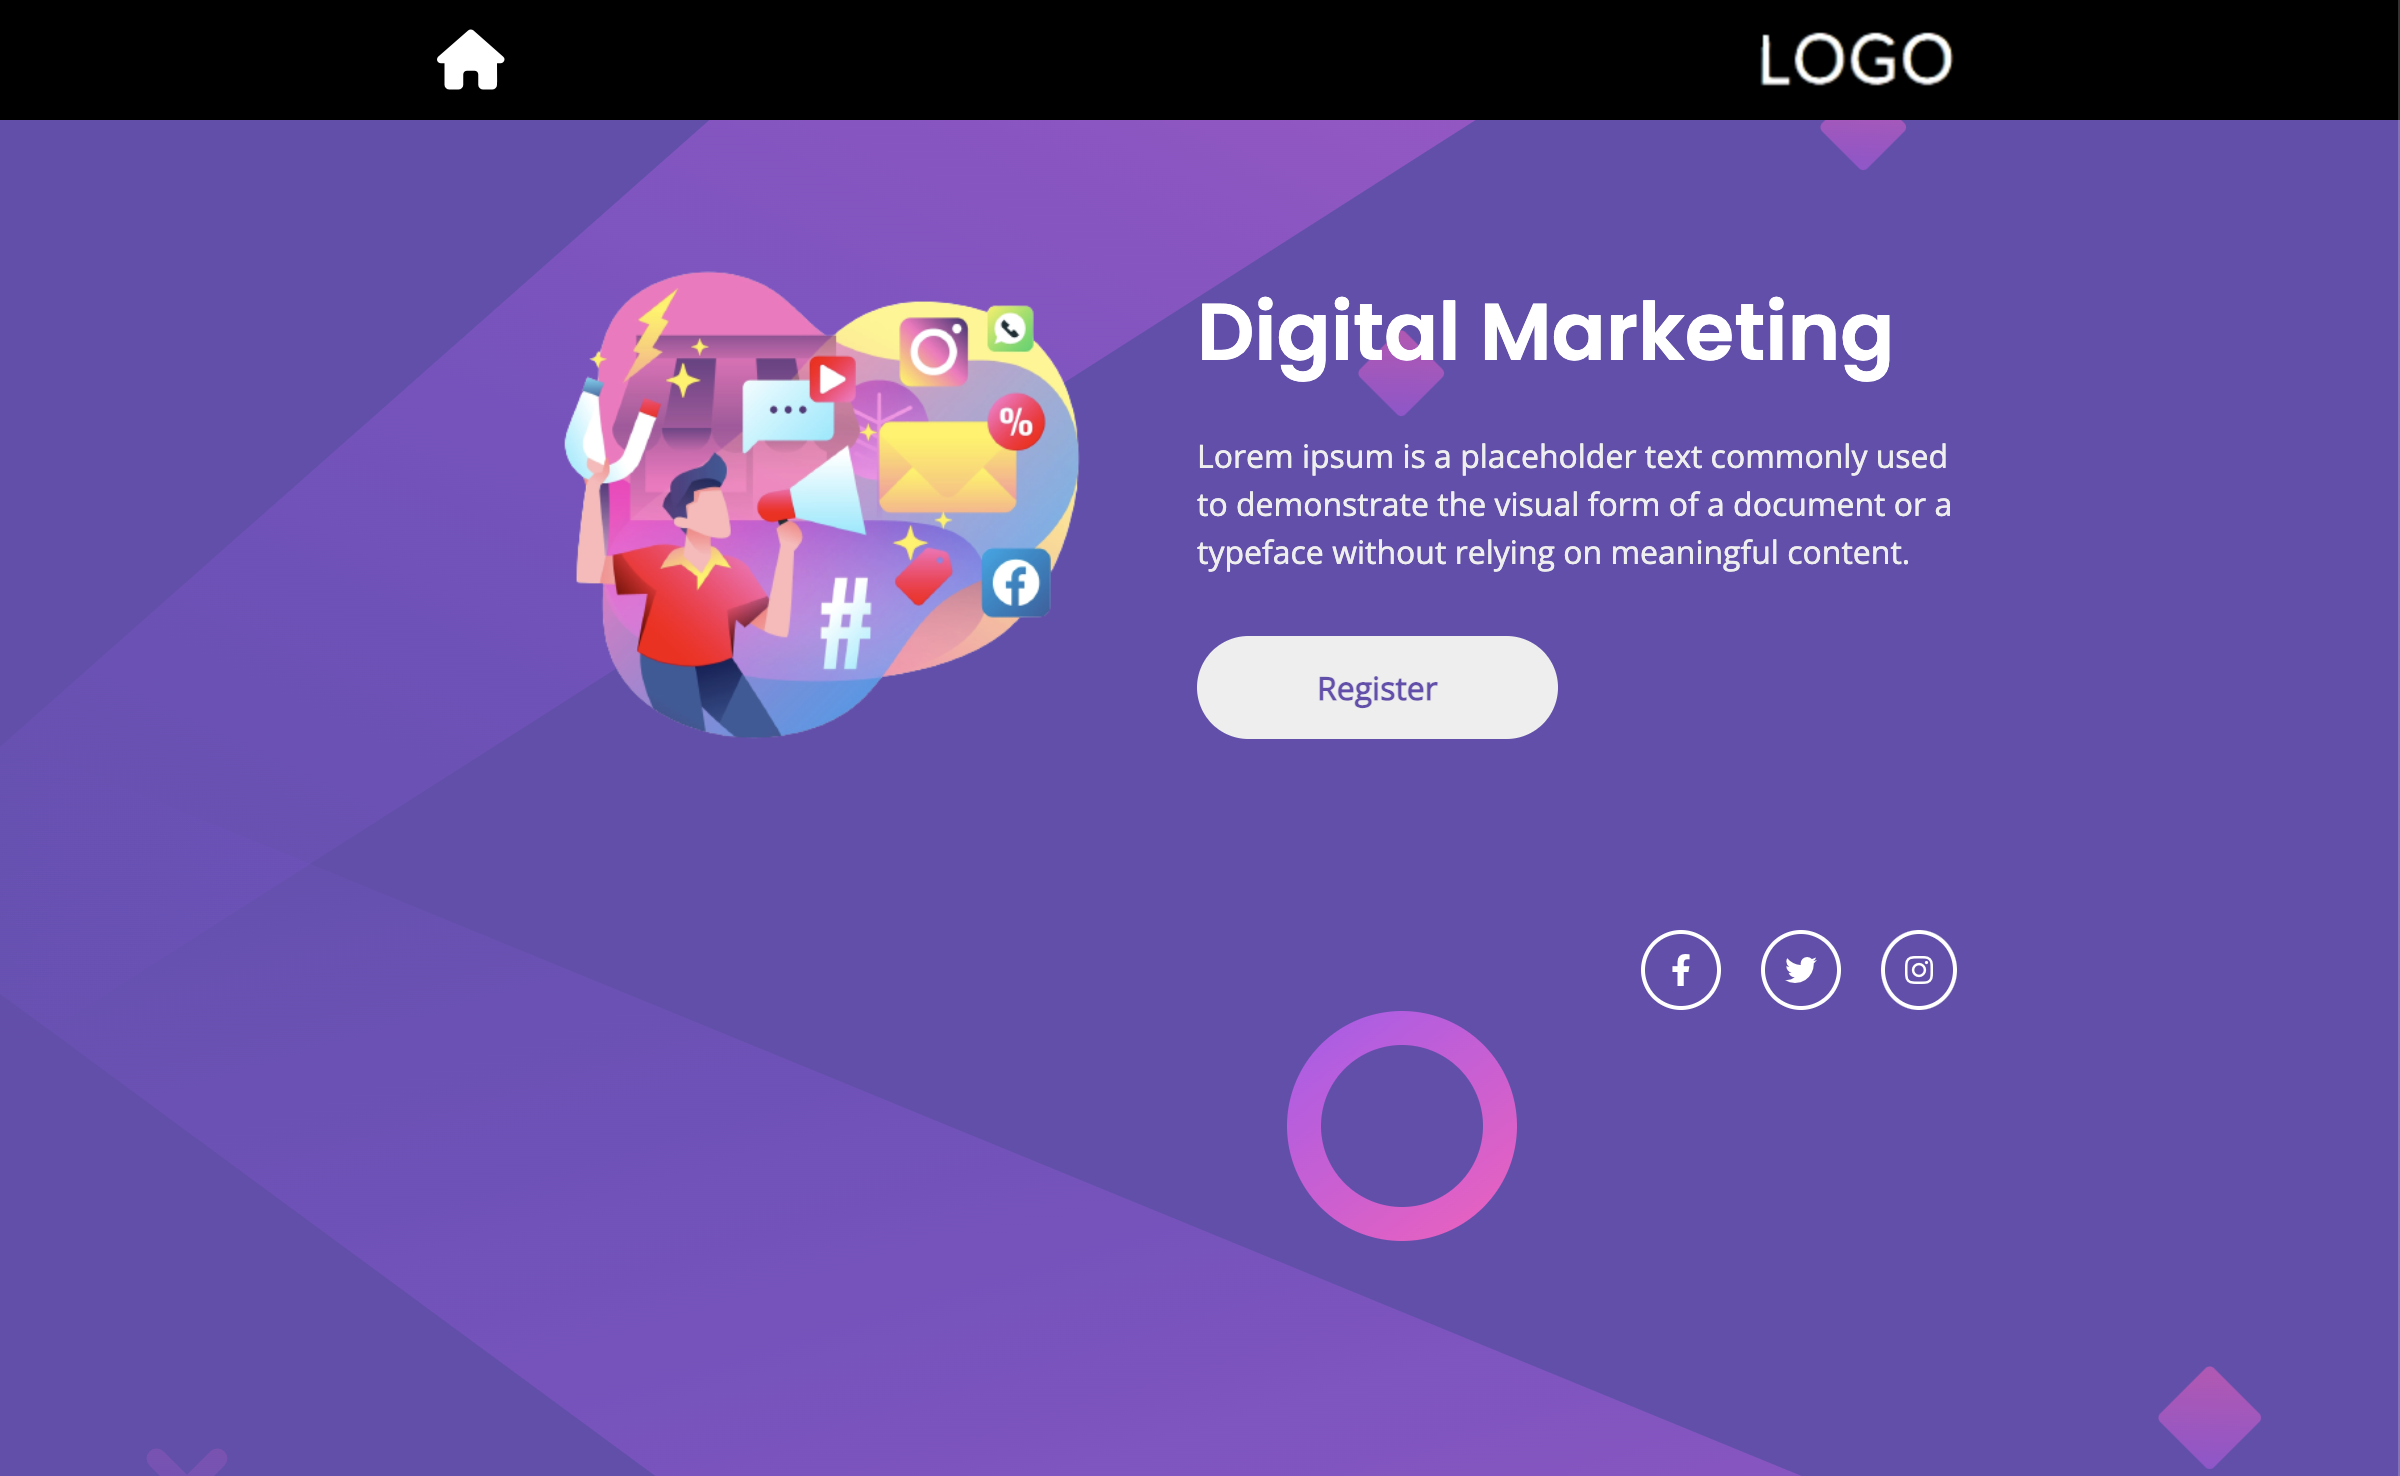 LOGO
Digital Marketing
%
Lorem ipsum is a placeholder text commonly used
to demonstrate the visual form of a document or a
typeface without relying on meaningful content.
#
Register